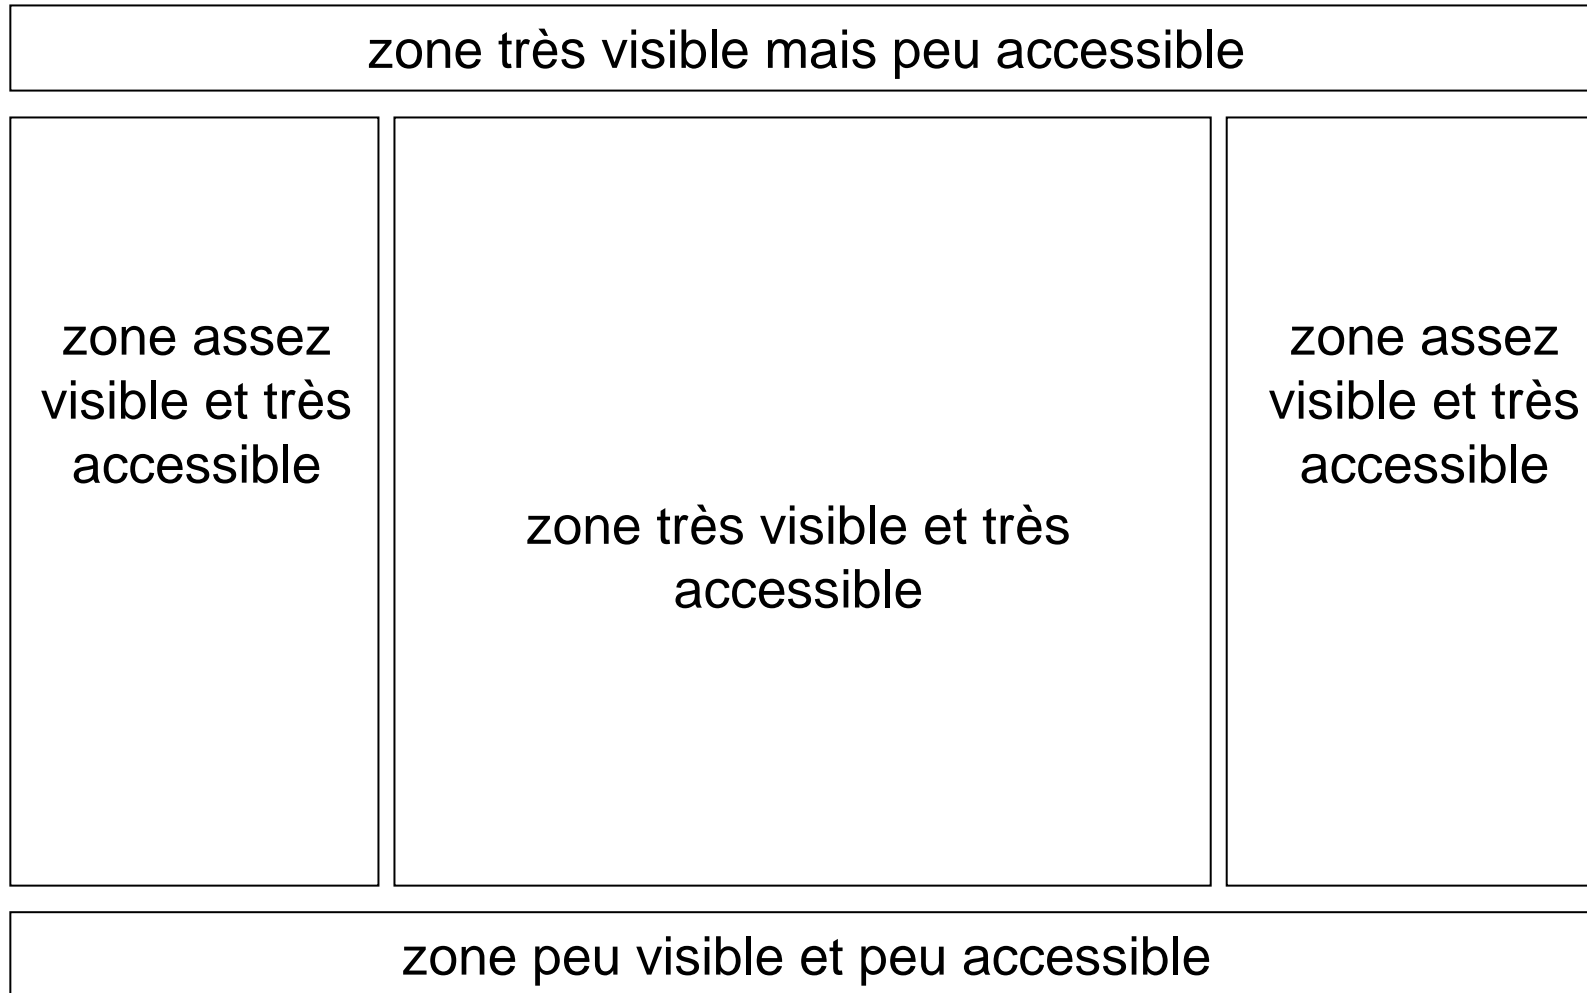 zone très visible mais peu accessible
zone assez
visible et très
accessible
zone très visible et très
accessible
zone assez
visible et très
accessible
zone peu visible et peu accessible